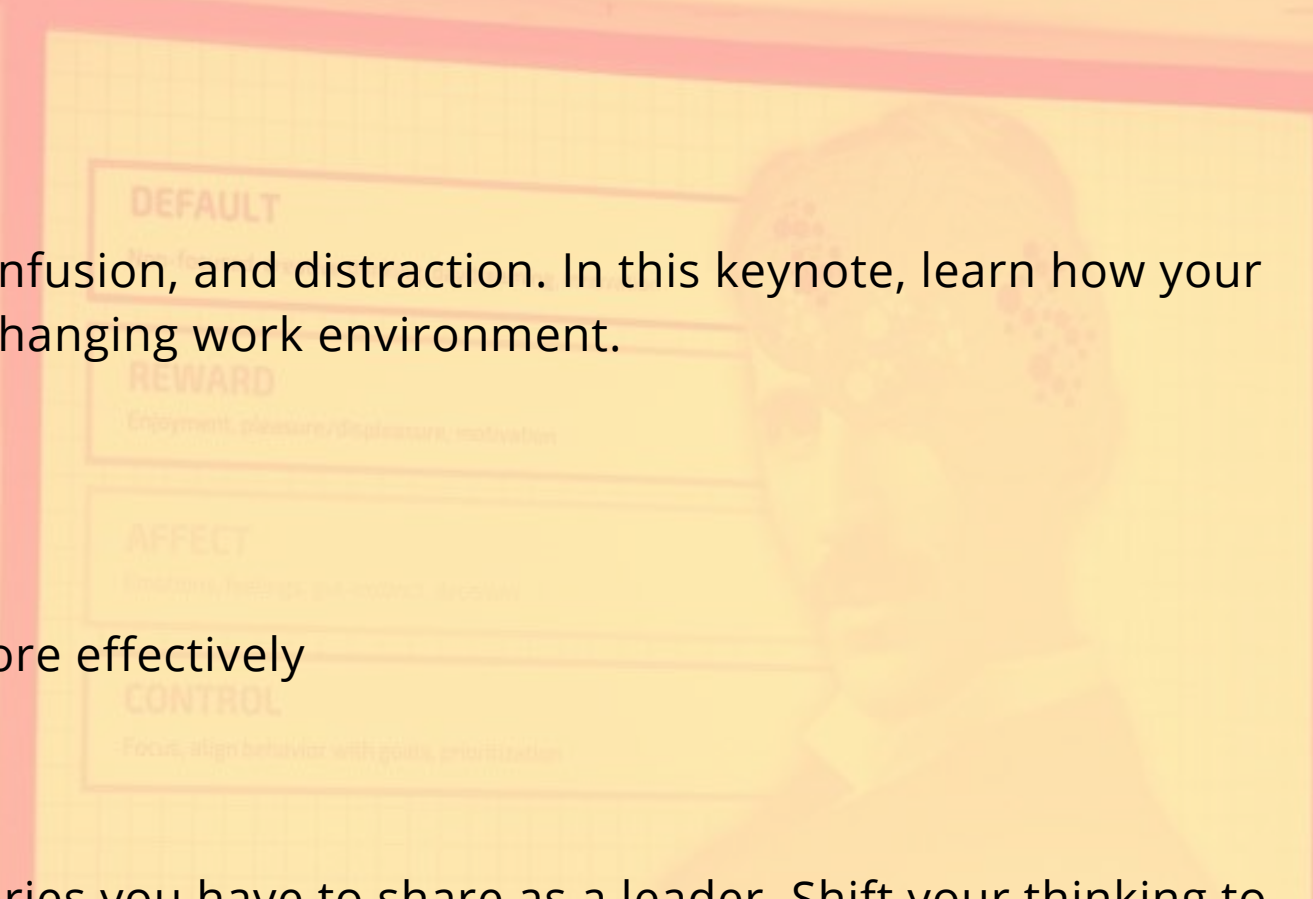 DEFAULT
nfusion, and distraction. In this keynote, learn how your
hanging work environment.
REWARD
Enjoyment, pleasure/displeasure, motivation
AFFECT
ore effectively
CONTROL
Focus, align behavior with goals, prioritization
ries you have to share as a leader. Shift your thinking to